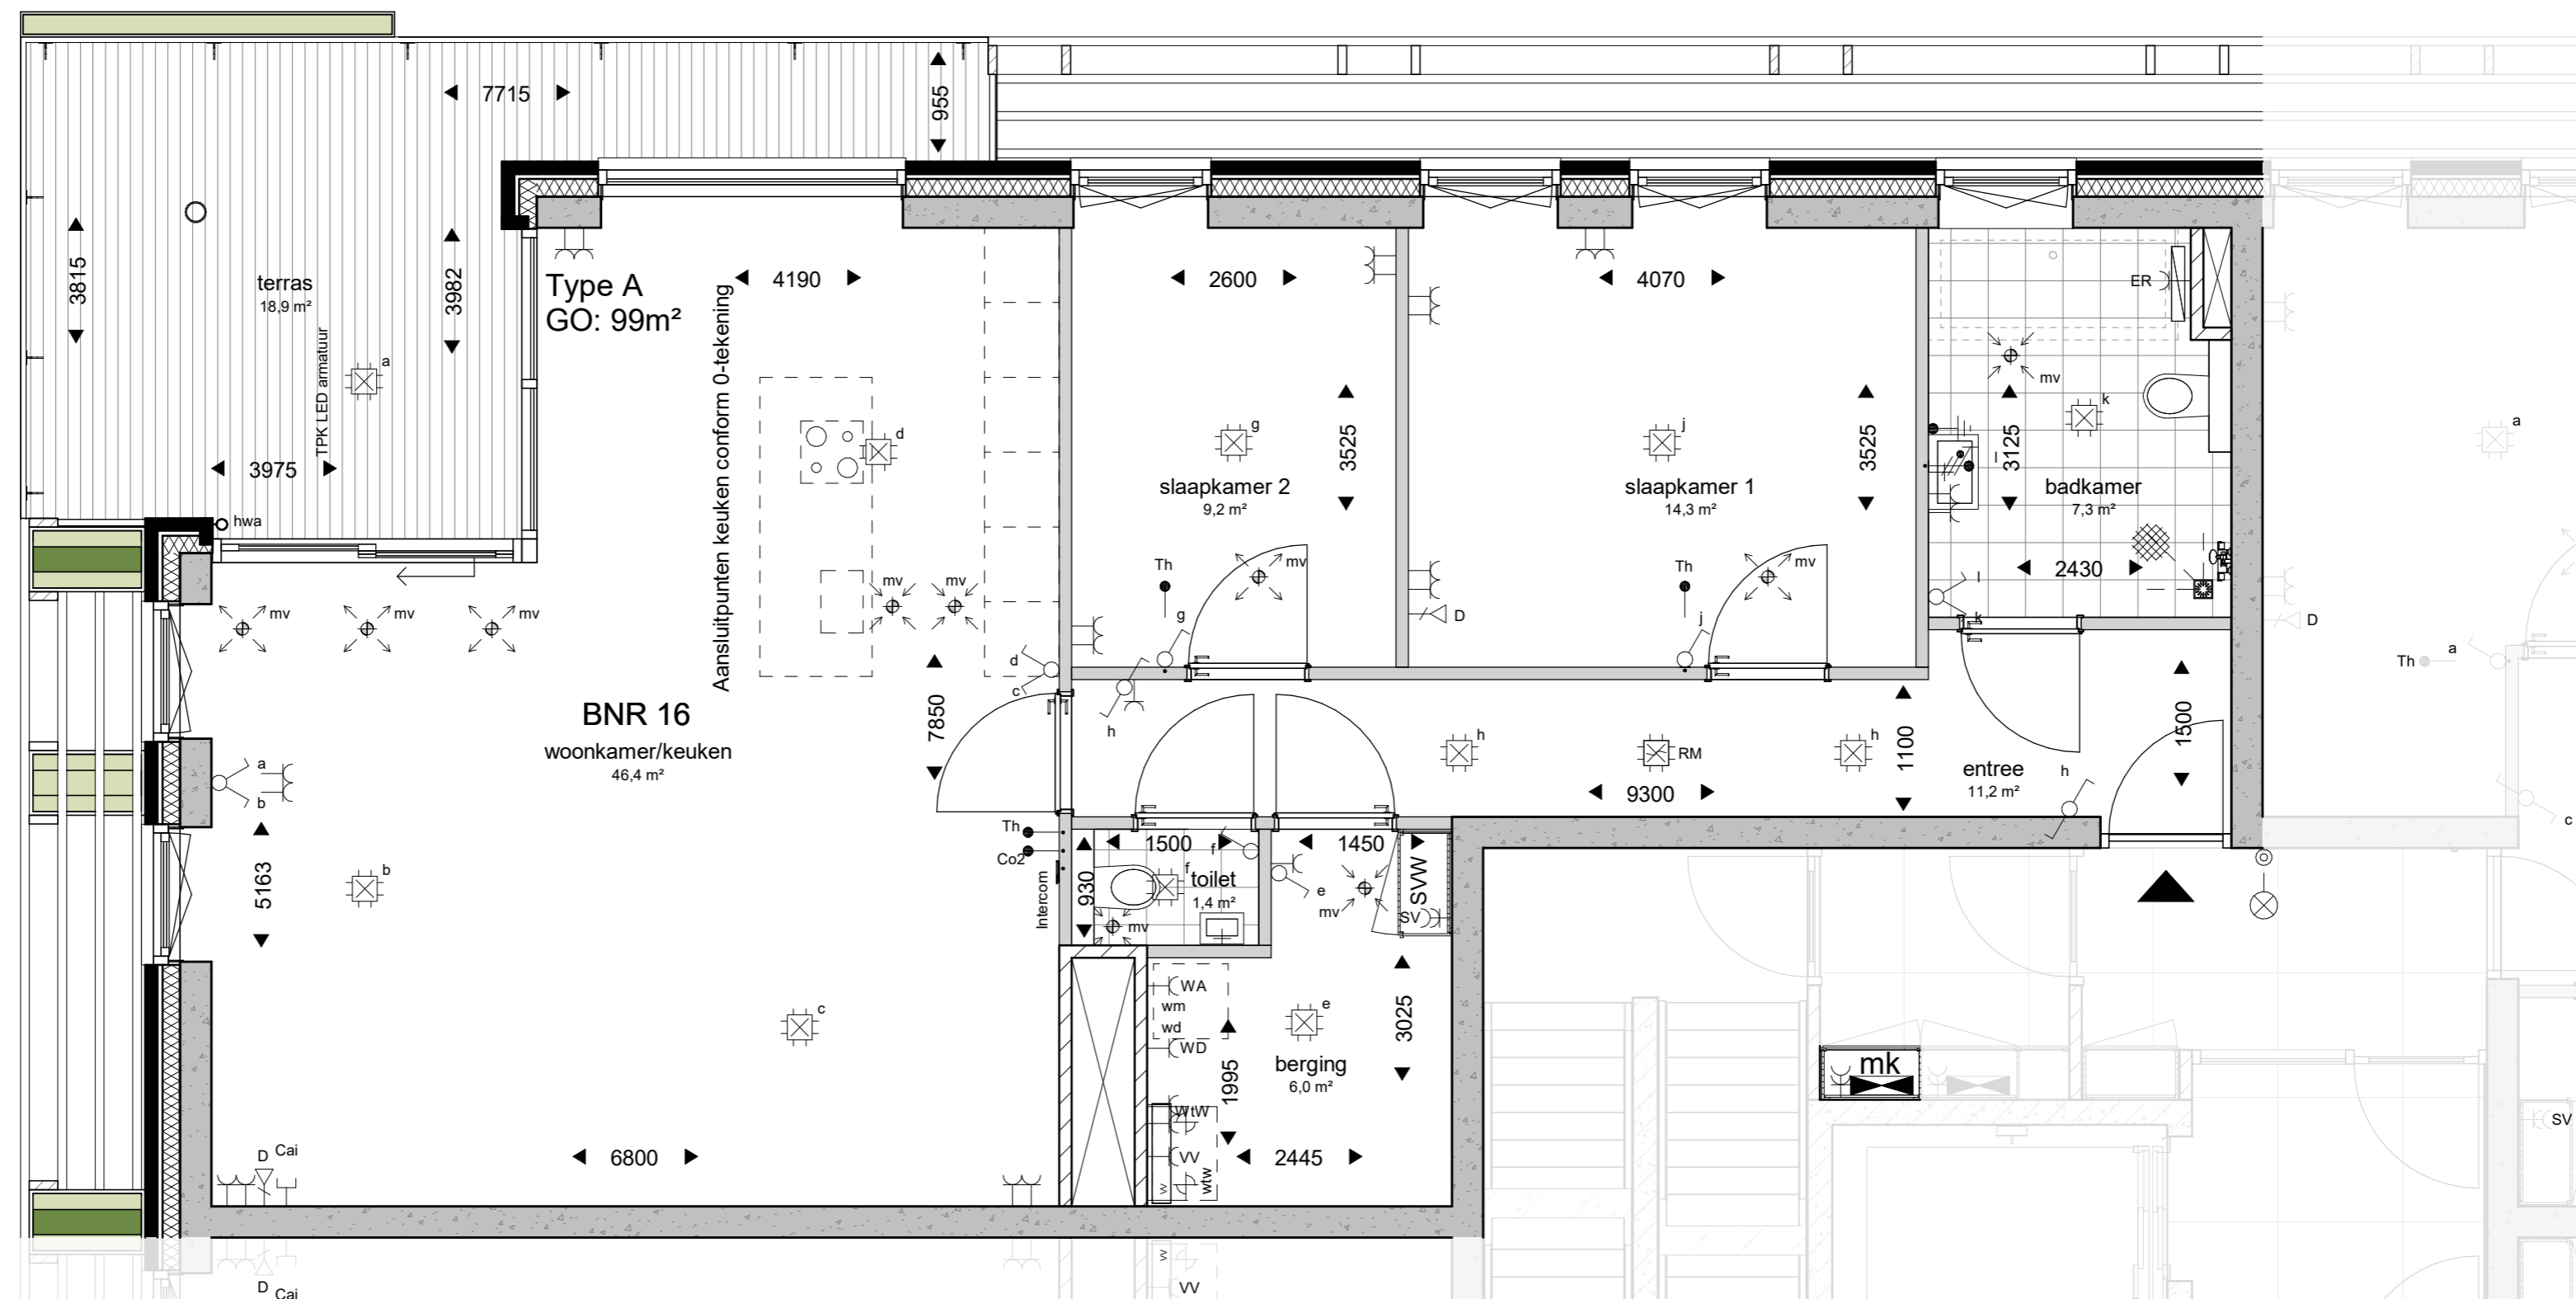 7715
955
3815
terras
18,9 m²
3982
TPK LED armatuur
a
3975
hwa
Type A
GO: 99m²
Aansluitpunten keuken conform 0-tekening
4190
d
mv
mv
mv
mv
mv
d
c
7850
BNR 16
woonkamer/keuken
46,4 m²
a
b
5163
b
c
6800
D
Cai
2600
g
3525
slaapkamer 2
9,2 m²
Th
g
mv
h
4070
j
3525
slaapkamer 1
14,3 m²
Th
j
mv
D
ER
mv
k
3125
l
badkamer
7,3 m²
2430
l
k
h
RM
h
1100
9300
entree
11,2 m²
h
1500
Th
Co2
Intercom
1500
f
930
f
toilet
1,4 m²
mv
1450
e
mv
SVW
SV
WA
wm
wd
WD
1995
e
3025
berging
6,0 m²
WtW
VV
v
wtw
2445
mk
a
D
Th
a
c
SV
D
Cai
VV